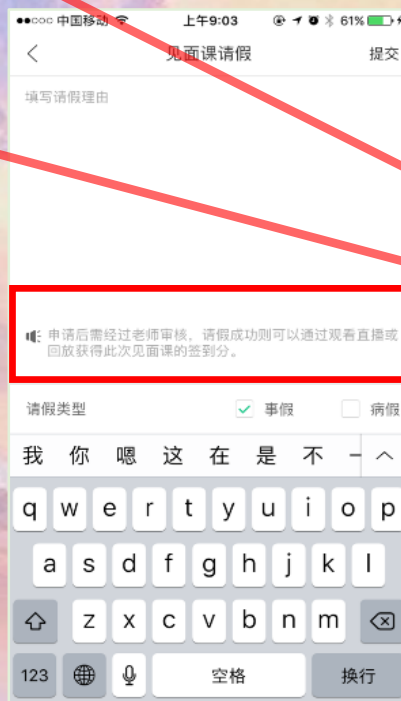 中国移动 上午9:03 61%
见面课请假 提交
填写请假理由
申请后需经过老师审核，请假成功则可以通过观看直播或
回放获得此次见面课的签到分。
请假类型 事假 病假
我 你 嗯 这 在 是 不 一
q w e r t y u i o p
a s d f g h j k l
z x c v b n m
123 空格 换行